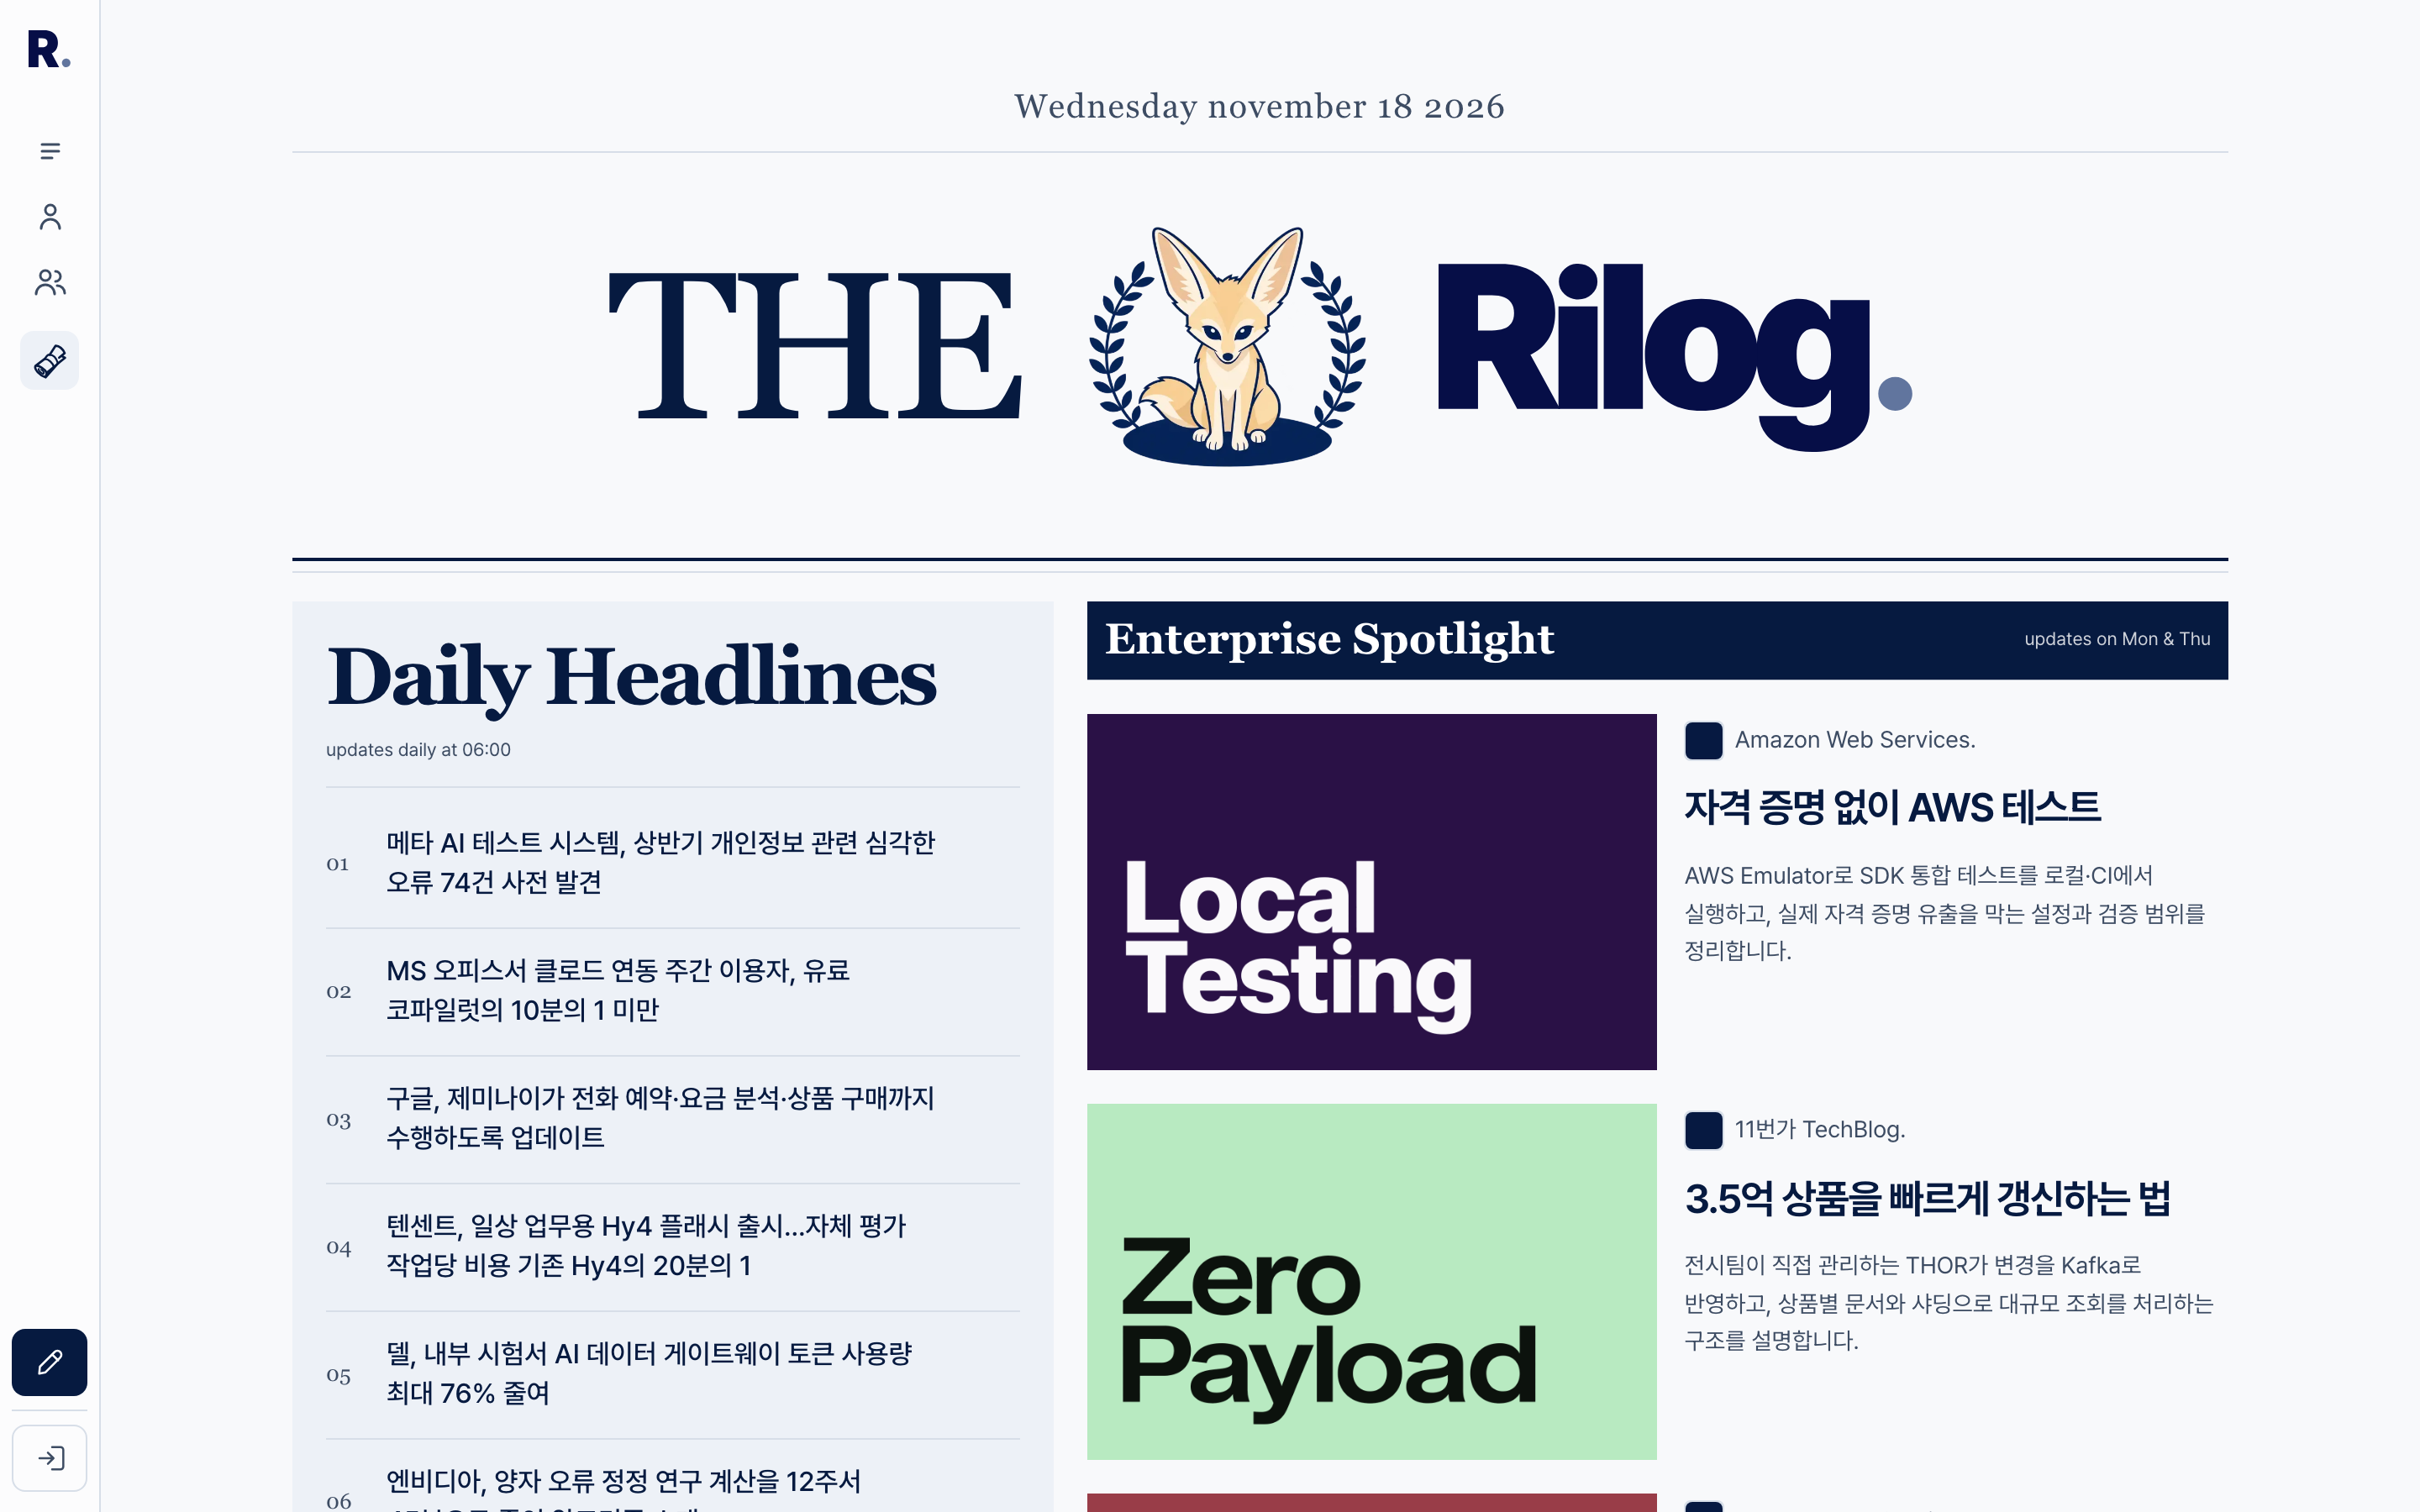 R.
Wednesday november 18 2026
THE Rilog.
Daily Headlines
updates daily at 06:00
01
메타 AI 테스트 시스템, 상반기 개인정보 관련 심각한
오류 74건 사전 발견
02
MS 오피스서 클로드 연동 주간 이용자, 유료
코파일럿의 10분의 1 미만
03
구글, 제미나이가 전화 예약·요금 분석·상품 구매까지
수행하도록 업데이트
04
텐센트, 일상 업무용 Hy4 플래시 출시...자체 평가
작업당 비용 기존 Hy4의 20분의 1
05
델, 내부 시험서 AI 데이터 게이트웨이 토큰 사용량
최대 76% 줄여
06
엔비디아, 양자 오류 정정 연구 계산을 12주서
Enterprise Spotlight
updates on Mon & Thu
Local
Testing
Amazon Web Services.
자격 증명 없이 AWS 테스트
AWS Emulator로 SDK 통합 테스트를 로컬·CI에서
실행하고, 실제 자격 증명 유출을 막는 설정과 검증 범위를
정리합니다.
Zero
Payload
11번가 TechBlog.
3.5억 상품을 빠르게 갱신하는 법
전시팀이 직접 관리하는 THOR가 변경을 Kafka로
반영하고, 상품별 문서와 샤딩으로 대규모 조회를 처리하는
구조를 설명합니다.